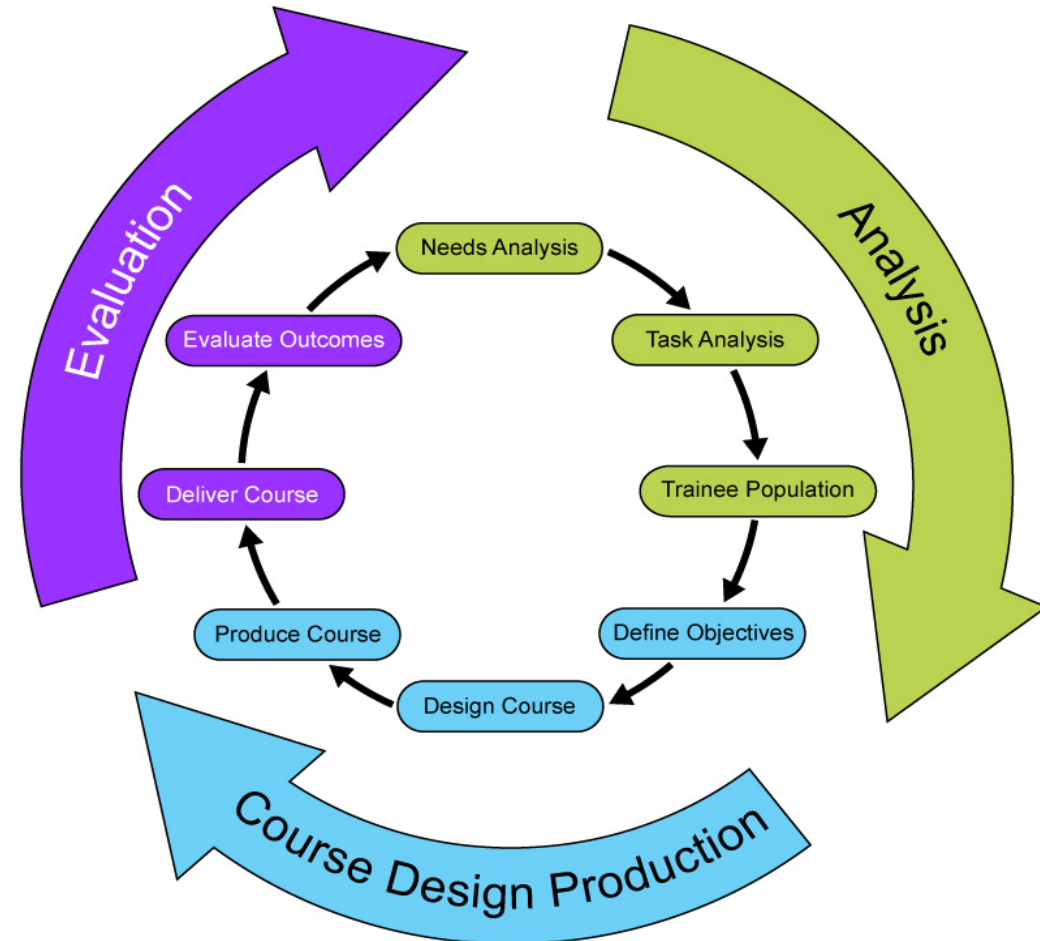 Evaluation
Analysis
Course Design Production
Needs Analysis
Task Analysis
Trainee Population
Define Objectives
Design Course
Produce Course
Deliver Course
Evaluate Outcomes